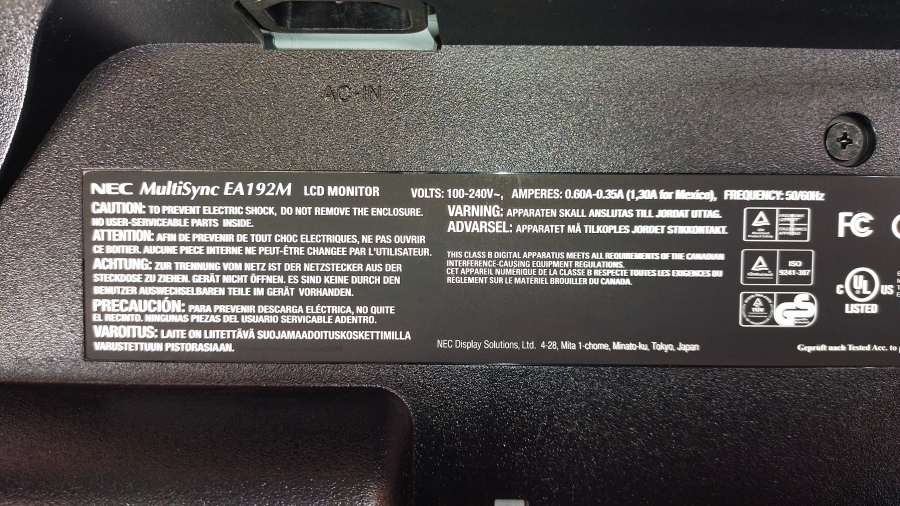 AC-IN
NEC MultiSync EA192M LCD MONITOR VOLTS: 100-240V~, AMPERES: 0.60A-0.35A (1,30A for Mexico), FREQUENCY: 50/60Hz
CAUTION: TO PREVENT ELECTRIC SHOCK, DO NOT REMOVE THE ENCLOSURE.
NO USER-SERVICEABLE PARTS INSIDE.
ATTENTION: AFIN DE PREVENIR DE TOUT CHOC ELECTRIQUES, NE PAS OUVRIR
CE BOITIER. AUCUNE PIECE INTERNE NE PEUT-ÊTRE CHANGEE PAR L'UTILISATEUR.
ACHTUNG: ZUR TRENNUNG VOM NETZ IST DER NETZSTECKER AUS DER
STECKDOSE ZU ZIEHEN. GERÄT NICHT ÖFFNEN. ES SIND KEINE DURCH DEN
BENUTZER AUSWECHSELBAREN TEILE IM GERÄT VORHANDEN.
PRECAUCIÓN: PARA PREVENIR DESCARGA ELÉCTRICA, NO QUITE
EL RECINTO. NINGUNAS PIEZAS DEL USUARIO SERVICABLE ADENTRO.
VAROITUS: LAITE ON LIITETTÄVÄ SUOJAMAADOITUSKOSKETTIMILLA
VARUSTETTUUN PISTORASIAAN.
VARNING: APPARATEN SKALL ANSLUTAS TILL JORDAT UTTAG.
ADVARSEL: APPARATET MÅ TILKOPLES JORDET STIKKONTAKT.
THIS CLASS B DIGITAL APPARATUS MEETS ALL REQUIREMENTS OF THE CANADIAN
INTERFERENCE-CAUSING EQUIPMENT REGULATIONS.
CET APPAREIL NUMERIQUE DE LA CLASSE B RESPECTE TOUTES LES EXIGENCES DU
RÈGLEMENT SUR LE MATÉRIEL BROUILLER DU CANADA.
NEC Display Solutions, Ltd. 4-28, Mita 1-chome, Minato-ku, Tokyo, Japan
ISO
9241-307
TÜV
GS
FC
C UL US
LISTED
Geprüft nach Tested Acc. to